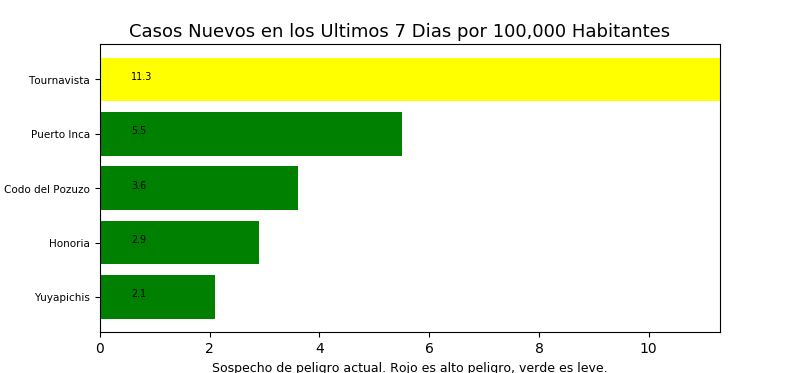 Casos Nuevos en los Ultimos 7 Dias por 100,000 Habitantes
Tournavista 11.3
Puerto Inca 5.5
Codo del Pozuzo 3.6
Honoria 2.9
Yuyapichis 2.1
0 2 4 6 8 10
Sospecho de peligro actual. Rojo es alto peligro, verde es leve.